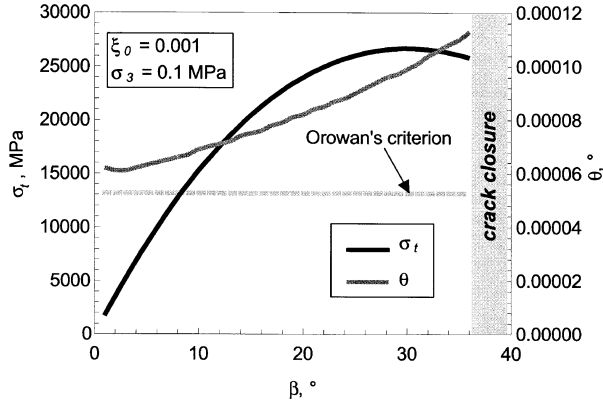 30000
25000
20000
15000
10000
5000
0
σt , MPa
ξ0 = 0.001
σ3 = 0.1 MPa
Orowan's criterion
σt
θ
crack closure
0.00012
0.00010
0.00008
0.00006
0.00004
0.00002
0.00000
θ, °
0
10
20
30
40
β, °